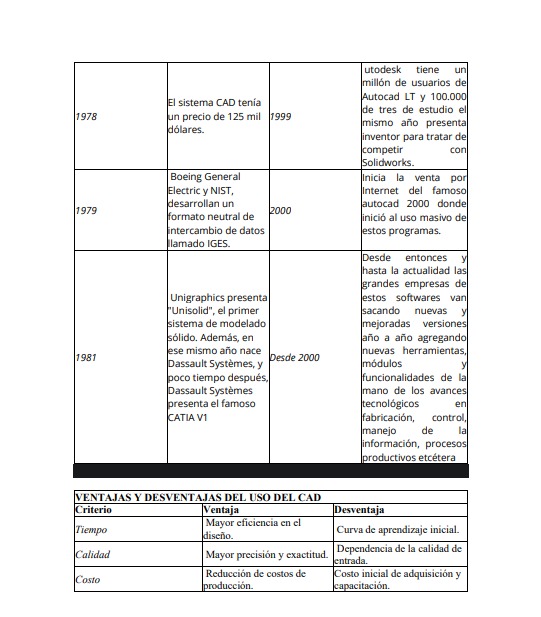 1978
El sistema CAD tenía
un precio de 125 mil
dólares.
1999
utodesk tiene un
millón de usuarios de
Autocad LT y 100.000
de tres de estudio el
mismo año presenta
inventor para tratar de
competir con
Solidworks.
1979
Boeing General
Electric y NIST,
desarrollan un
formato neutral de
intercambio de datos
llamado IGES.
2000
Inicia la venta por
Internet del famoso
autocad 2000 donde
inició al uso masivo de
estos programas.
1981
Unigraphics presenta
"Unisolid", el primer
sistema de modelado
sólido. Además, en
ese mismo año nace
Dassault Systèmes, y
poco tiempo después,
Dassault Systèmes
presenta el famoso
CATIA V1
Desde 2000
Desde entonces y
hasta la actualidad las
grandes empresas de
estos softwares van
sacando nuevas y
mejoradas versiones
año a año agregando
nuevas herramientas,
módulos y
funcionalidades de la
mano de los avances
tecnológicos en
fabricación, control,
manejo de la
información, procesos
productivos etcétera
VENTAJAS Y DESVENTAJAS DEL USO DEL CAD
Criterio Ventaja Desventaja
Tiempo
Mayor eficiencia en el
diseño.
Curva de aprendizaje inicial.
Calidad
Mayor precisión y exactitud.
Dependencia de la calidad de
entrada.
Costo
Reducción de costos de
producción.
Costo inicial de adquisición y
capacitación.